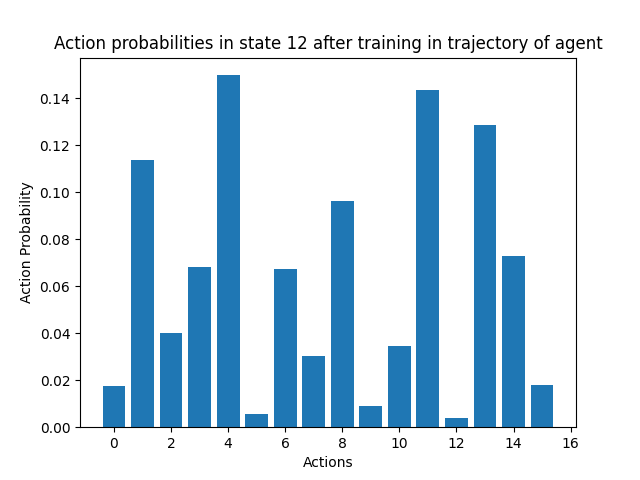 Action probabilities in state 12 after training in trajectory of agent
0.14
0.12
0.10
0.08
0.06
0.04
0.02
0.00
Action Probability
0 2 4 6 8 10 12 14 16
Actions